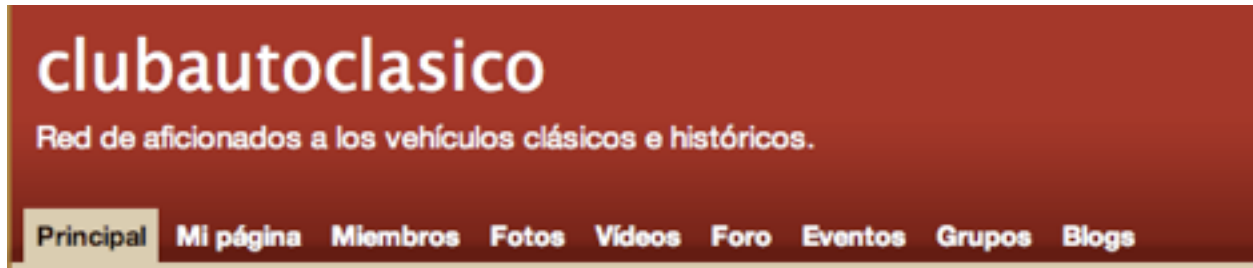 clubautoclasico
Red de aficionados a los vehículos clásicos e históricos.
Principal Mi página Miembros Fotos Vídeos Foro Eventos Grupos Blogs